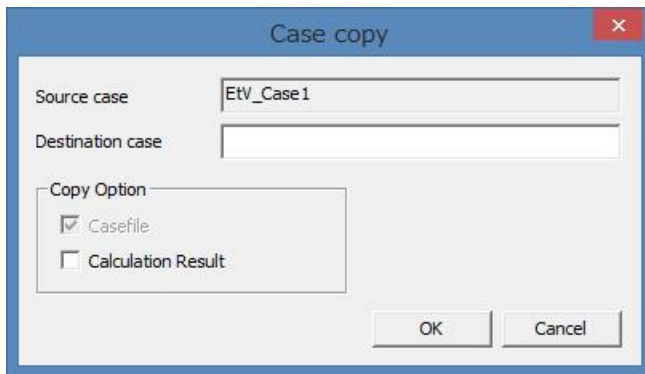 Case copy
Source case
EtV_Case1
Destination case
Copy Option
Casefile
Calculation Result
OK
Cancel